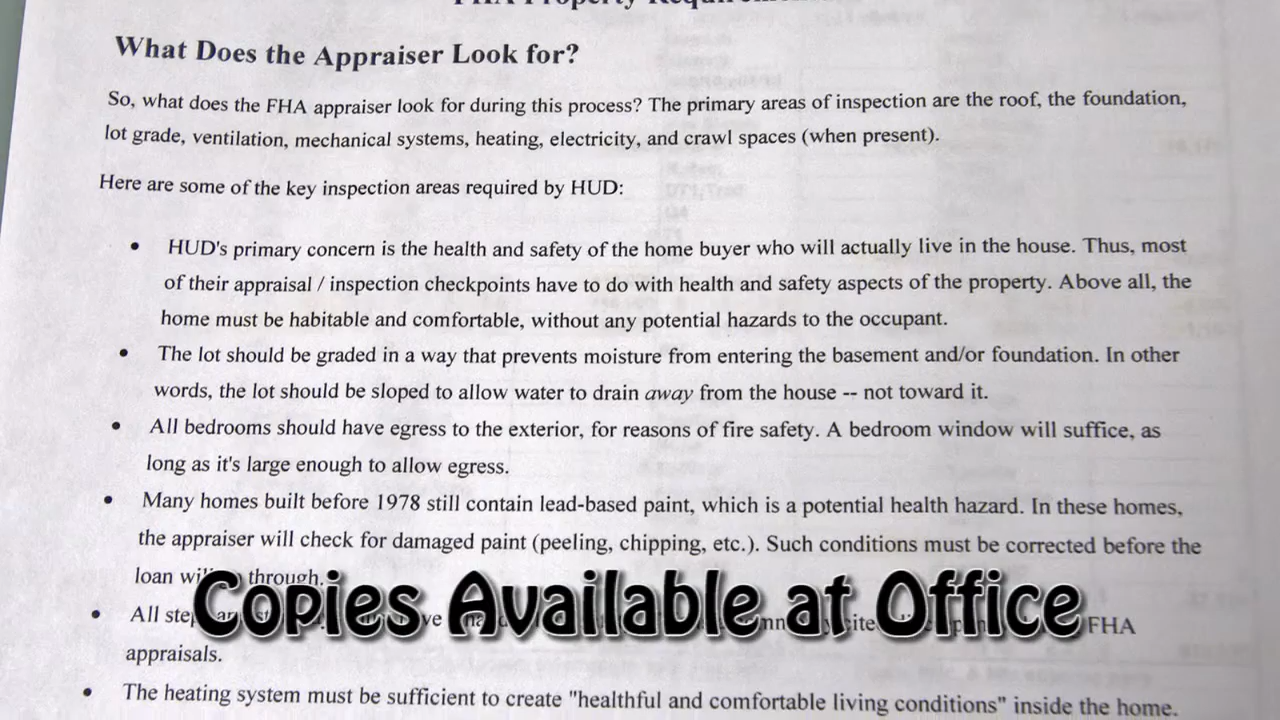 What Does the Appraiser Look for?
So, what does the FHA appraiser look for during this process? The primary areas of inspection are the roof, the foundation,
lot grade, ventilation, mechanical systems, heating, electricity, and crawl spaces (when present).
Here are some of the key inspection areas required by HUD:
• HUD's primary concern is the health and safety of the home buyer who will actually live in the house. Thus, most
of their appraisal / inspection checkpoints have to do with health and safety aspects of the property. Above all, the
home must be habitable and comfortable, without any potential hazards to the occupant.
• The lot should be graded in a way that prevents moisture from entering the basement and/or foundation. In other
words, the lot should be sloped to allow water to drain away from the house -- not toward it.
• All bedrooms should have egress to the exterior, for reasons of fire safety. A bedroom window will suffice, as
long as it's large enough to allow egress.
• Many homes built before 1978 still contain lead-based paint, which is a potential health hazard. In these homes,
the appraiser will check for damaged paint (peeling, chipping, etc.). Such conditions must be corrected before the
loan through.
Copies Available at Office
• All FHA
appraisals.
• The heating system must be sufficient to create "healthful and comfortable living conditions" inside the home.